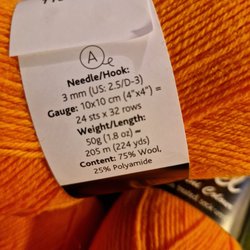 A
Needle/Hook:
3 mm (US: 2.5/D-3)
Gauge: 10x10 cm (4"x4") =
24 sts x 32 rows
Weight/Length:
50g (1.8 oz) =
205 m (224 yds)
Content: 75% Wool,
25% Polyamide